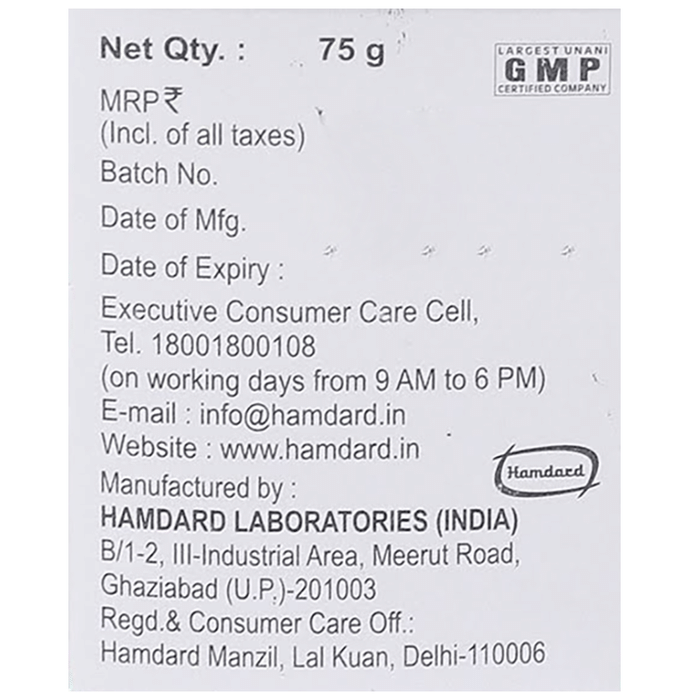 Net Qty. : 75 g
LARGEST UNANI
GMP
CERTIFIED COMPANY
MRP₹
(Incl. of all taxes)
Batch No.
Date of Mfg.
Date of Expiry :
Executive Consumer Care Cell,
Tel. 18001800108
(on working days from 9 AM to 6 PM)
E-mail : info@hamdard.in
Website : www.hamdard.in
Hamdard
Manufactured by :
HAMDARD LABORATORIES (INDIA)
B/1-2, III-Industrial Area, Meerut Road,
Ghaziabad (U.P.)-201003
Regd.& Consumer Care Off.:
Hamdard Manzil, Lal Kuan, Delhi-110006